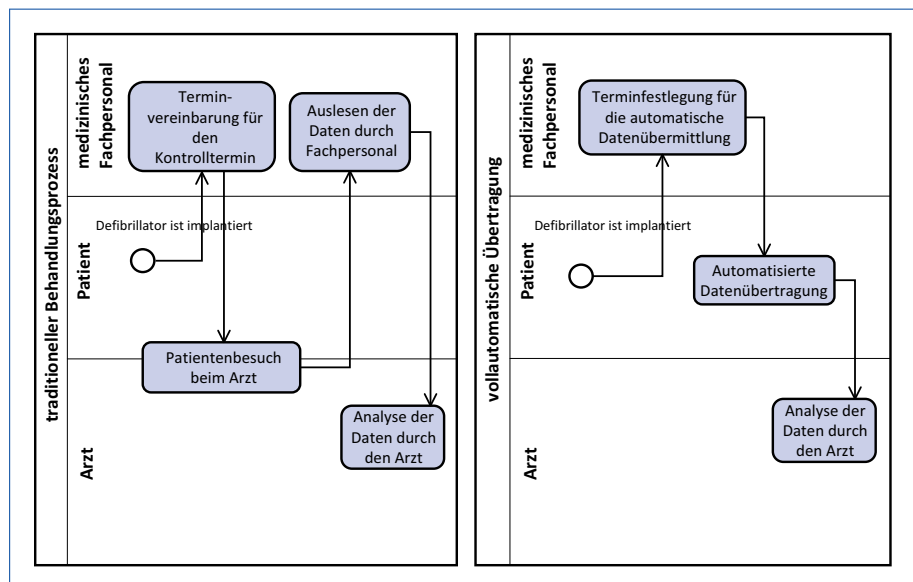 traditioneller Behandlungsprozess
medizinisches
Fachpersonal
Termin-
vereinbarung für
den
Kontrolltermin
Auslesen der
Daten durch
Fachpersonal
Patient
Defibrillator ist implantiert
Patientenbesuch
beim Arzt
Arzt
Analyse der
Daten durch
den Arzt
vollautomatische Übertragung
medizinisches
Fachpersonal
Terminfestlegung für
die automatische
Datenübermittlung
Patient
Defibrillator ist implantiert
Automatisierte
Datenübertragung
Arzt
Analyse der
Daten durch
den Arzt